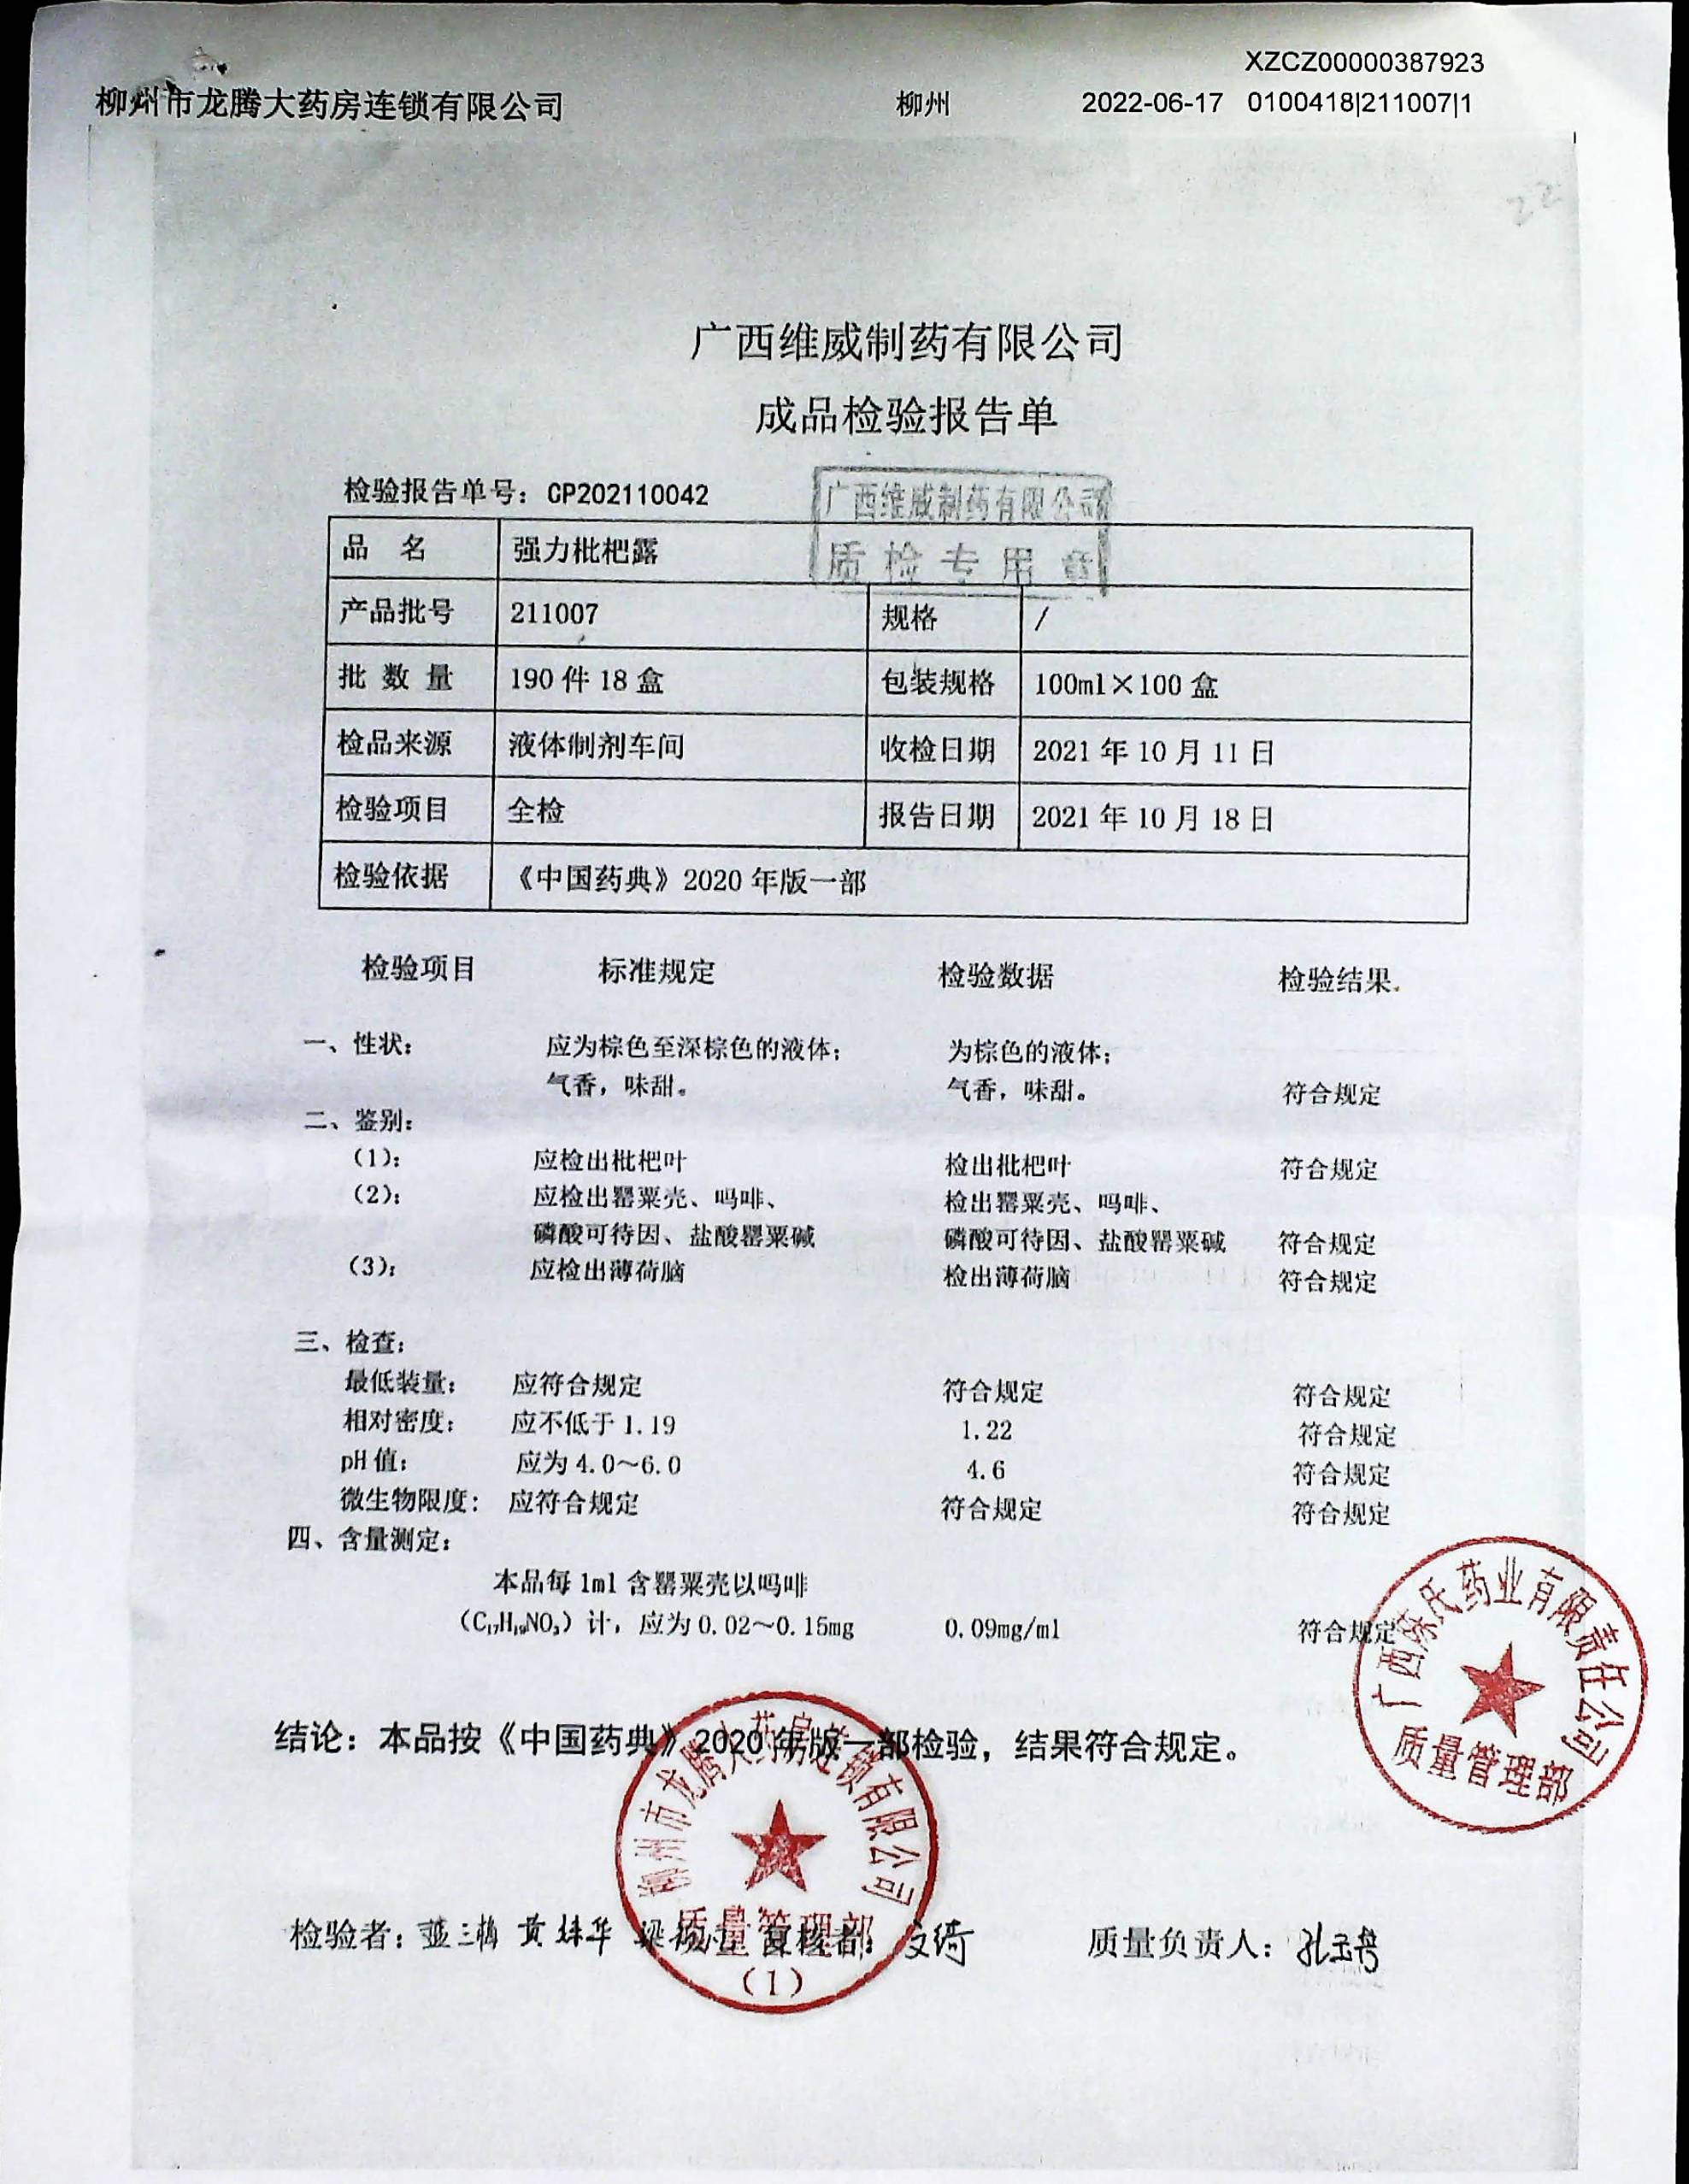 XZCZ00000387923
柳州市龙腾大药房连锁有限公司 柳州 2022-06-17 0100418|211007|1
22
广西维威制药有限公司
成品检验报告单
检验报告单号：CP202110042
广西维威制药有限公司
质检专用章
品 名 强力枇杷露
产品批号 211007 规格 /
批 数 量 190 件 18 盒 包装规格 100ml×100 盒
检品来源 液体制剂车间 收检日期 2021 年 10 月 11 日
检验项目 全检 报告日期 2021 年 10 月 18 日
检验依据 《中国药典》2020 年版一部
检验项目 标准规定 检验数据 检验结果
一、性状： 应为棕色至深棕色的液体； 为棕色的液体；
气香，味甜。 气香，味甜。 符合规定
二、鉴别：
（1）： 应检出枇杷叶 检出枇杷叶 符合规定
（2）： 应检出罂粟壳、吗啡、 检出罂粟壳、吗啡、
磷酸可待因、盐酸罂粟碱 磷酸可待因、盐酸罂粟碱 符合规定
（3）： 应检出薄荷脑 检出薄荷脑 符合规定
三、检查：
最低装量： 应符合规定 符合规定 符合规定
相对密度： 应不低于 1.19 1.22 符合规定
pH 值： 应为 4.0～6.0 4.6 符合规定
微生物限度： 应符合规定 符合规定 符合规定
四、含量测定：
本品每 1ml 含罂粟壳以吗啡
（C₁₇H₁₉NO₃）计，应为 0.02～0.15mg 0.09mg/ml 符合规定
广西陈氏药业有限责任公司
质量管理部
结论：本品按《中国药典》2020 年版一部检验，结果符合规定。
柳州市龙腾大药房连锁有限公司
质量管理部
（1）
检验者：蓝三梅 黄 华 梁 复核者： 文绮 质量负责人：孔玉